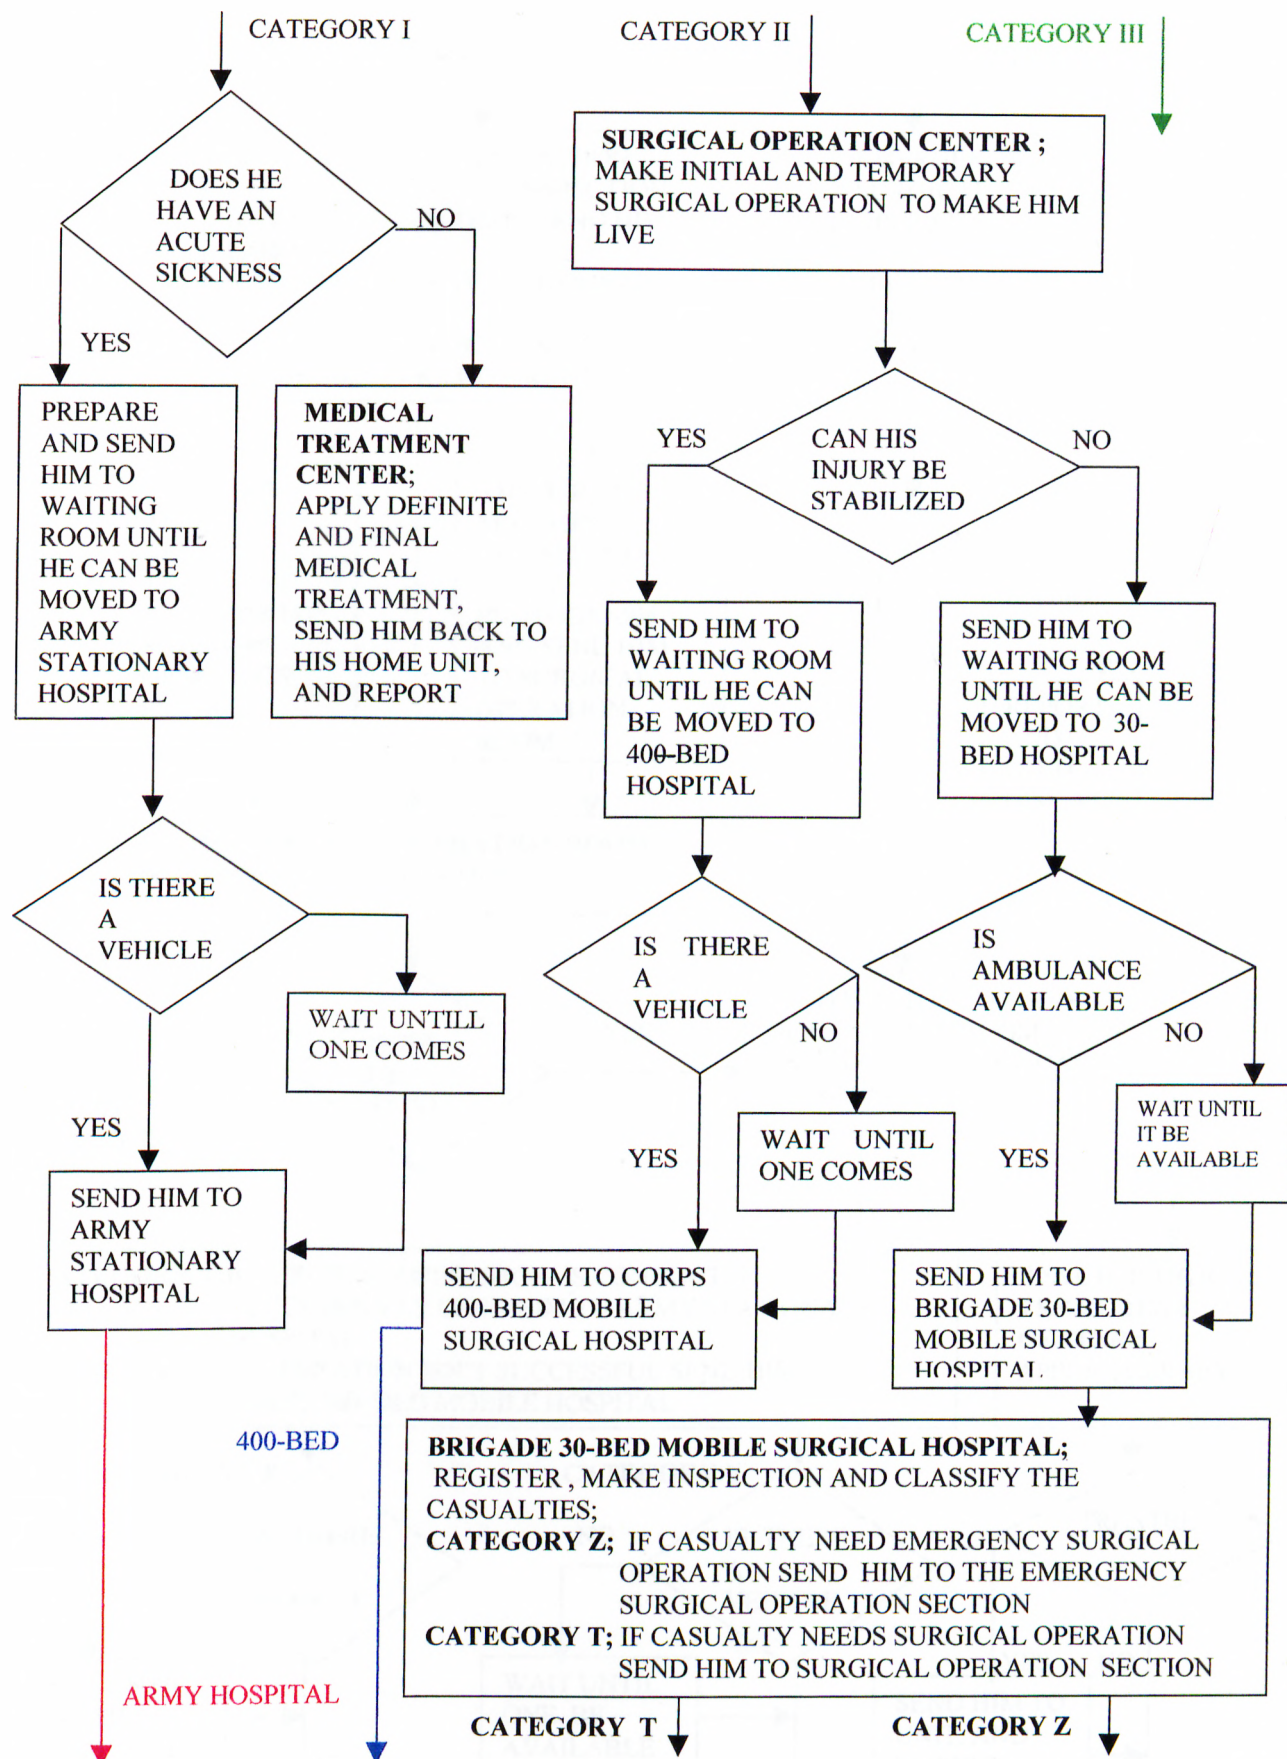 CATEGORY I
CATEGORY II
CATEGORY III
DOES HE
HAVE AN
ACUTE
SICKNESS
NO
YES
SURGICAL OPERATION CENTER ;
MAKE INITIAL AND TEMPORARY
SURGICAL OPERATION TO MAKE HIM
LIVE
PREPARE
AND SEND
HIM TO
WAITING
ROOM UNTIL
HE CAN BE
MOVED TO
ARMY
STATIONARY
HOSPITAL
MEDICAL
TREATMENT
CENTER;
APPLY DEFINITE
AND FINAL
MEDICAL
TREATMENT,
SEND HIM BACK TO
HIS HOME UNIT,
AND REPORT
YES
CAN HIS
INJURY BE
STABILIZED
NO
SEND HIM TO
WAITING ROOM
UNTIL HE CAN
BE MOVED TO
400-BED
HOSPITAL
SEND HIM TO
WAITING ROOM
UNTIL HE CAN BE
MOVED TO 30-
BED HOSPITAL
IS THERE
A
VEHICLE
WAIT UNTILL
ONE COMES
YES
SEND HIM TO
ARMY
STATIONARY
HOSPITAL
IS THERE
A
VEHICLE
NO
WAIT UNTIL
ONE COMES
YES
IS
AMBULANCE
AVAILABLE
NO
WAIT UNTIL
IT BE
AVAILABLE
YES
SEND HIM TO CORPS
400-BED MOBILE
SURGICAL HOSPITAL
SEND HIM TO
BRIGADE 30-BED
MOBILE SURGICAL
HOSPITAL
400-BED
BRIGADE 30-BED MOBILE SURGICAL HOSPITAL;
REGISTER , MAKE INSPECTION AND CLASSIFY THE
CASUALTIES;
CATEGORY Z; IF CASUALTY NEED EMERGENCY SURGICAL
OPERATION SEND HIM TO THE EMERGENCY
SURGICAL OPERATION SECTION
CATEGORY T; IF CASUALTY NEEDS SURGICAL OPERATION
SEND HIM TO SURGICAL OPERATION SECTION
ARMY HOSPITAL
CATEGORY T
CATEGORY Z